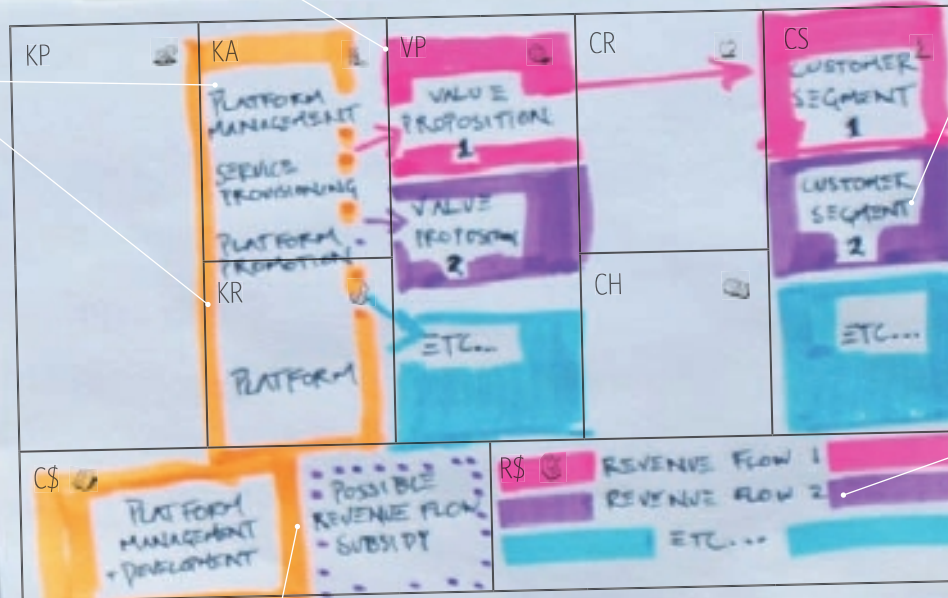 KP
KA
PLATFORM
MANAGEMENT
SERVICE
PROVISIONING
PLATFORM
PROMOTION
KR
PLATFORM
VP
VALUE
PROPOSITION
1
VALUE
PROPOSITION
2
ETC...
CR
CH
CS
CUSTOMER
SEGMENT
1
CUSTOMER
SEGMENT
2
ETC...
C$
PLATFORM
MANAGEMENT
+ DEVELOPMENT
POSSIBLE
REVENUE FLOW
SUBSIDY
R$
REVENUE FLOW 1
REVENUE FLOW 2
ETC....